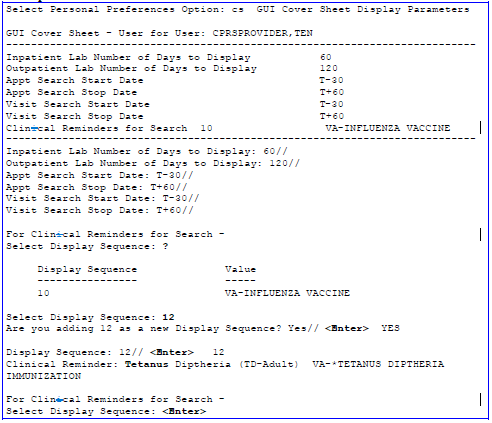 Select Personal Preferences Option: cs  GUI Cover Sheet Display Parameters
GUI Cover Sheet - User for User: CPRSPROVIDER,TEN
--------------------------------------------------------------------------
Inpatient Lab Number of Days to Display          60
Outpatient Lab Number of Days to Display         120
Appt Search Start Date                           T-30
Appt Search Stop Date                            T+60
Visit Search Start Date                          T-30
Visit Search Stop Date                           T+60
Clinical Reminders for Search  10                 VA-INFLUENZA VACCINE
--------------------------------------------------------------------------
Inpatient Lab Number of Days to Display: 60//
Outpatient Lab Number of Days to Display: 120//
Appt Search Start Date: T-30//
Appt Search Stop Date: T+60//
Visit Search Start Date: T-30//
Visit Search Stop Date: T+60//
For Clinical Reminders for Search -
Select Display Sequence: ?
Display Sequence              Value
----------------              -----
10                            VA-INFLUENZA VACCINE
Select Display Sequence: 12
Are you adding 12 as a new Display Sequence? Yes// <Enter>  YES
Display Sequence: 12// <Enter>   12
Clinical Reminder: Tetanus Diptheria (TD-Adult)  VA-*TETANUS DIPTHERIA
IMMUNIZATION
For Clinical Reminders for Search -
Select Display Sequence: <Enter>